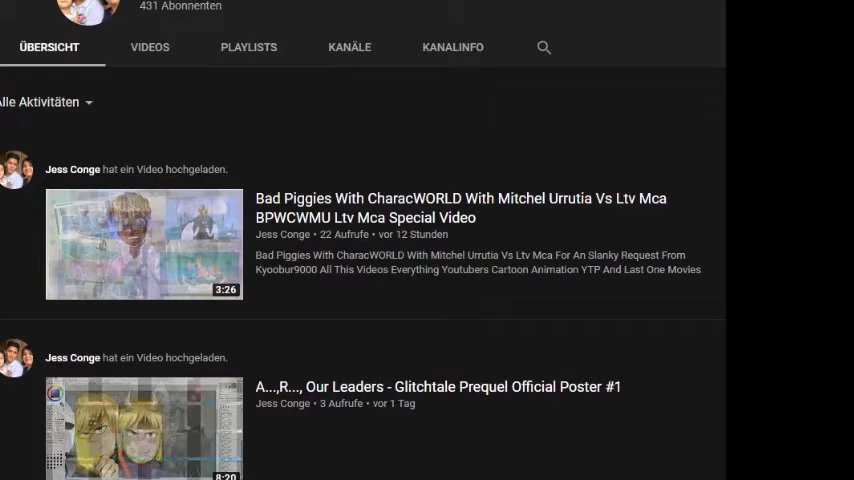 431 Abonnenten
ÜBERSICHT VIDEOS PLAYLISTS KANÄLE KANALINFO
lle Aktivitäten
Jess Conge hat ein Video hochgeladen.
Bad Piggies With CharacWORLD With Mitchel Urrutia Vs Ltv Mca
BPWCWMU Ltv Mca Special Video
Jess Conge • 22 Aufrufe • vor 12 Stunden
Bad Piggies With CharacWORLD With Mitchel Urrutia Vs Ltv Mca For An Slanky Request From
Kyoobur9000 All This Videos Everything Youtubers Cartoon Animation YTP And Last One Movies
3:26
Jess Conge hat ein Video hochgeladen.
A...,R..., Our Leaders - Glitchtale Prequel Official Poster #1
Jess Conge • 3 Aufrufe • vor 1 Tag
8:20